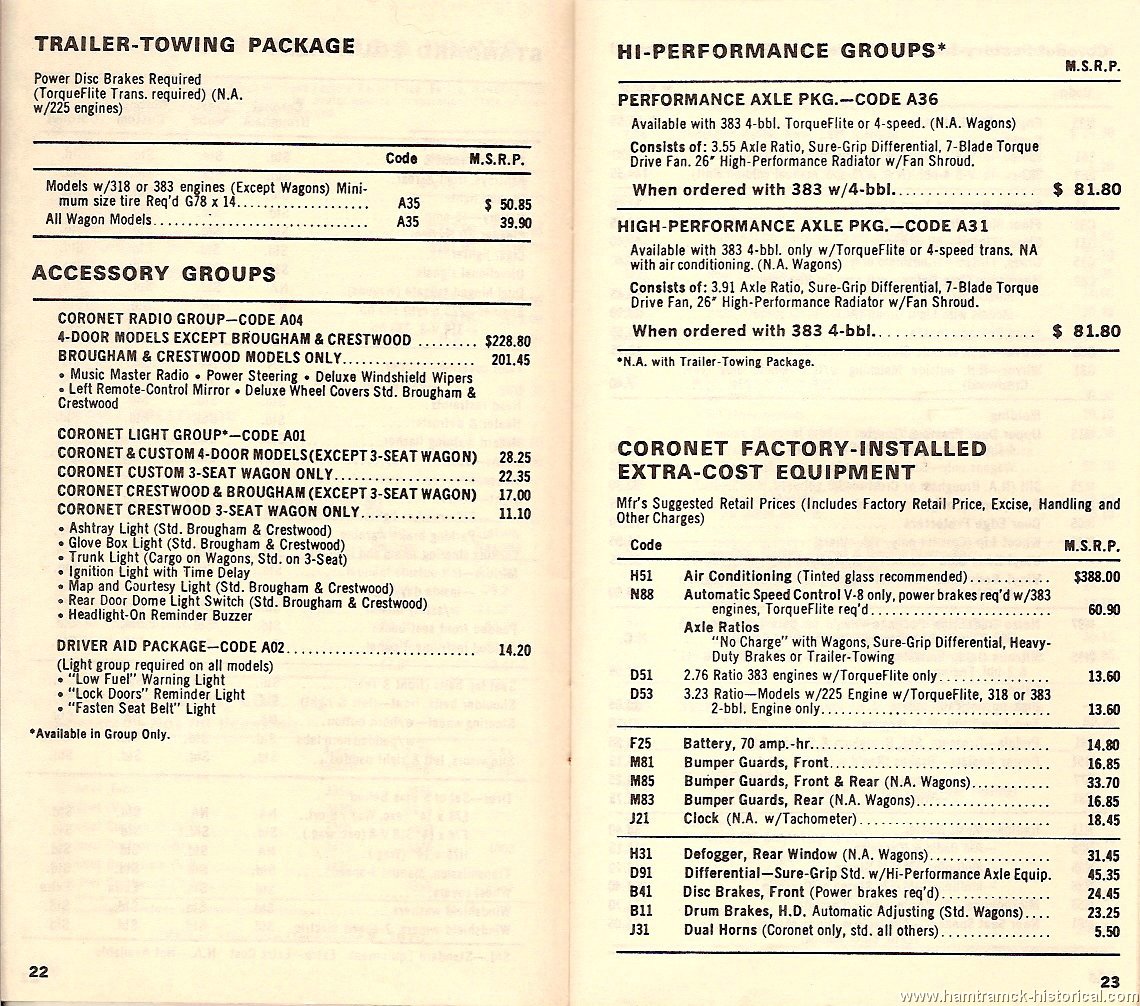 TRAILER-TOWING PACKAGE
Power Disc Brakes Required
(TorqueFlite Trans. required) (N.A.
w/225 engines)
Code M.S.R.P.
Models w/318 or 383 engines (Except Wagons) Mini-
mum size tire Req'd G78 x 14.................... A35 $ 50.85
All Wagon Models................................ A35 39.90
ACCESSORY GROUPS
CORONET RADIO GROUP—CODE A04
4-DOOR MODELS EXCEPT BROUGHAM & CRESTWOOD ......... $228.80
BROUGHAM & CRESTWOOD MODELS ONLY.................. 201.45
• Music Master Radio • Power Steering • Deluxe Windshield Wipers
• Left Remote-Control Mirror • Deluxe Wheel Covers Std. Brougham &
Crestwood
CORONET LIGHT GROUP*—CODE A01
CORONET & CUSTOM 4-DOOR MODELS (EXCEPT 3-SEAT WAGON) 28.25
CORONET CUSTOM 3-SEAT WAGON ONLY................... 22.35
CORONET CRESTWOOD & BROUGHAM (EXCEPT 3-SEAT WAGON) 17.00
CORONET CRESTWOOD 3-SEAT WAGON ONLY................ 11.10
• Ashtray Light (Std. Brougham & Crestwood)
• Glove Box Light (Std. Brougham & Crestwood)
• Trunk Light (Cargo on Wagons, Std. on 3-Seat)
• Ignition Light with Time Delay
• Map and Courtesy Light (Std. Brougham & Crestwood)
• Rear Door Dome Light Switch (Std. Brougham & Crestwood)
• Headlight-On Reminder Buzzer
DRIVER AID PACKAGE—CODE A02........................... 14.20
(Light group required on all models)
• "Low Fuel" Warning Light
• "Lock Doors" Reminder Light
• "Fasten Seat Belt" Light
*Available in Group Only.
22
HI-PERFORMANCE GROUPS*
M.S.R.P.
PERFORMANCE AXLE PKG.—CODE A36
Available with 383 4-bbl. TorqueFlite or 4-speed. (N.A. Wagons)
Consists of: 3.55 Axle Ratio, Sure-Grip Differential, 7-Blade Torque
Drive Fan. 26" High-Performance Radiator w/Fan Shroud.
When ordered with 383 w/4-bbl.................. $ 81.80
HIGH-PERFORMANCE AXLE PKG.—CODE A31
Available with 383 4-bbl. only w/TorqueFlite or 4-speed trans. NA
with air conditioning. (N.A. Wagons)
Consists of: 3.91 Axle Ratio, Sure-Grip Differential, 7-Blade Torque
Drive Fan, 26" High-Performance Radiator w/Fan Shroud.
When ordered with 383 4-bbl..................... $ 81.80
*N.A. with Trailer-Towing Package.
CORONET FACTORY-INSTALLED
EXTRA-COST EQUIPMENT
Mfr's Suggested Retail Prices (Includes Factory Retail Price, Excise, Handling and
Other Charges)
Code M.S.R.P.
H51 Air Conditioning (Tinted glass recommended)............ $388.00
N88 Automatic Speed Control V-8 only, power brakes req'd w/383
engines, TorqueFlite req'd........................... 60.90
Axle Ratios
"No Charge" with Wagons, Sure-Grip Differential, Heavy-
Duty Brakes or Trailer-Towing
D51 2.76 Ratio 383 engines w/TorqueFlite only................ 13.60
D53 3.23 Ratio—Models w/225 Engine w/TorqueFlite, 318 or 383
2-bbl. Engine only................................... 13.60
F25 Battery, 70 amp.-hr.................................... 14.80
M81 Bumper Guards, Front.................................. 16.85
M85 Bumper Guards, Front & Rear (N.A. Wagons)............ 33.70
M83 Bumper Guards, Rear (N.A. Wagons).................... 16.85
J21 Clock (N.A. w/Tachometer)............................. 18.45
H31 Defogger, Rear Window (N.A. Wagons).................. 31.45
D91 Differential—Sure-Grip Std. w/Hi-Performance Axle Equip. 45.35
B41 Disc Brakes, Front (Power brakes req'd)................ 24.45
B11 Drum Brakes, H.D. Automatic Adjusting (Std. Wagons).... 23.25
J31 Dual Horns (Coronet only, std. all others)................ 5.50
23
www.hamtramck-historical.com